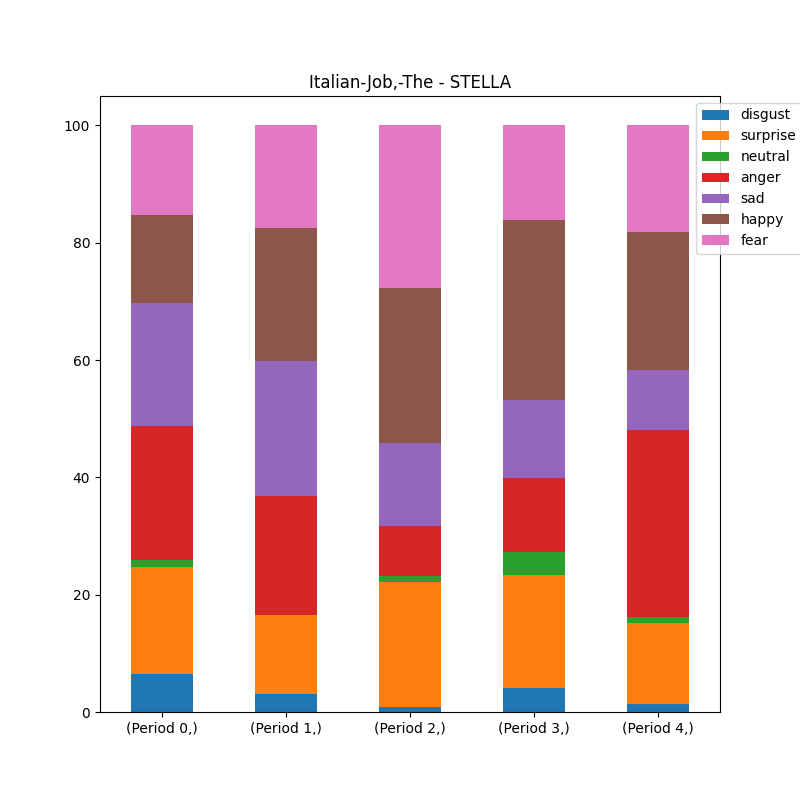 Italian-Job,-The - STELLA
100
80
60
40
20
0
(Period 0,)
(Period 1,)
(Period 2,)
(Period 3,)
(Period 4,)
disgust
surprise
neutral
anger
sad
happy
fear